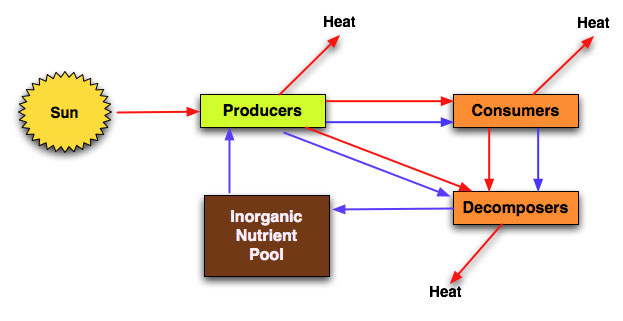 Heat
Heat
Sun
Producers
Consumers
Inorganic
Nutrient
Pool
Decomposers
Heat